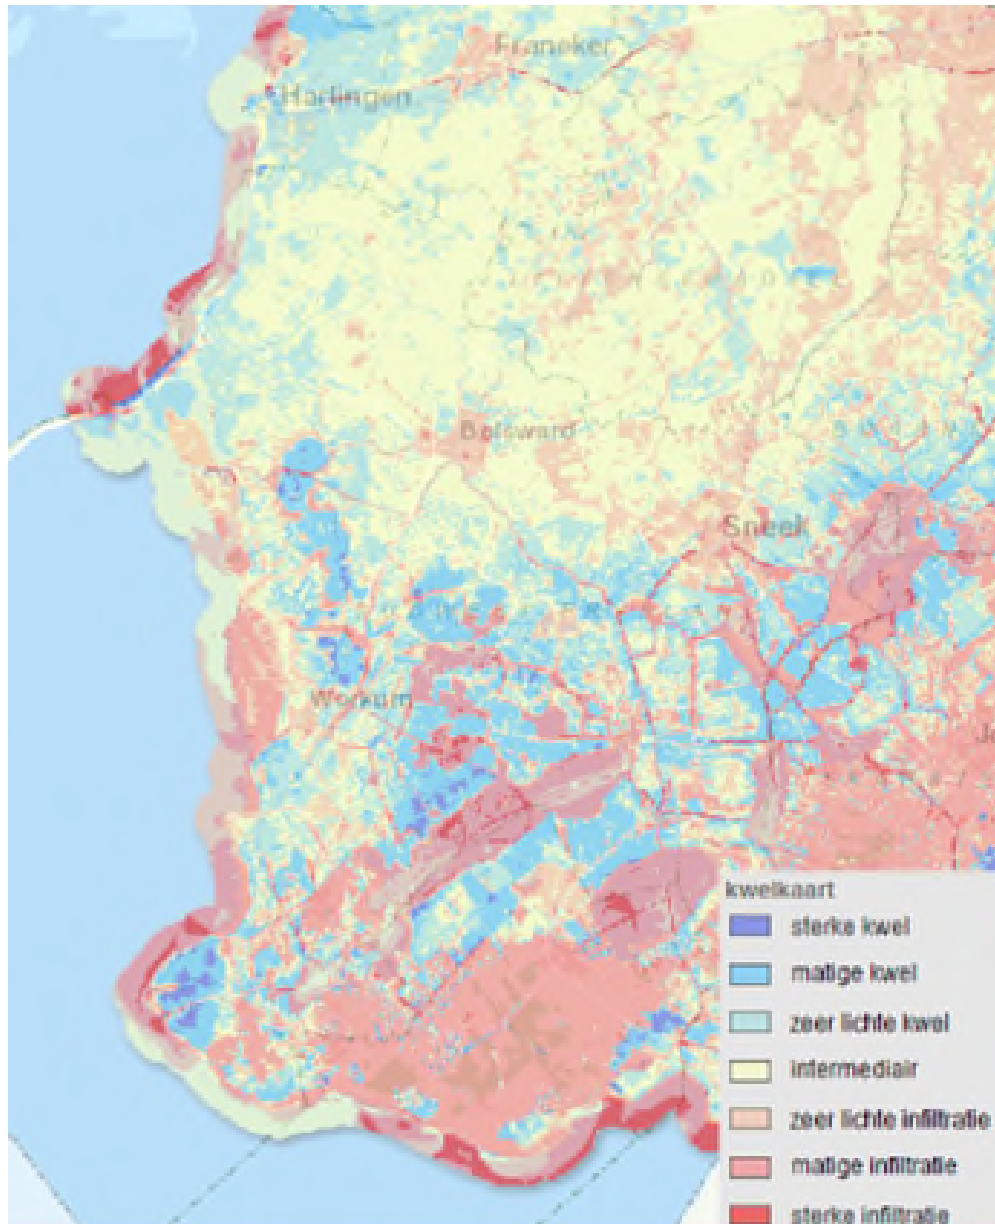 Franeker
Harlingen
Bolsward
Sneek
Workum
kwelkaart
sterke kwel
matige kwel
zeer lichte kwel
intermediair
zeer lichte infiltratie
matige infiltratie
sterke infiltratie